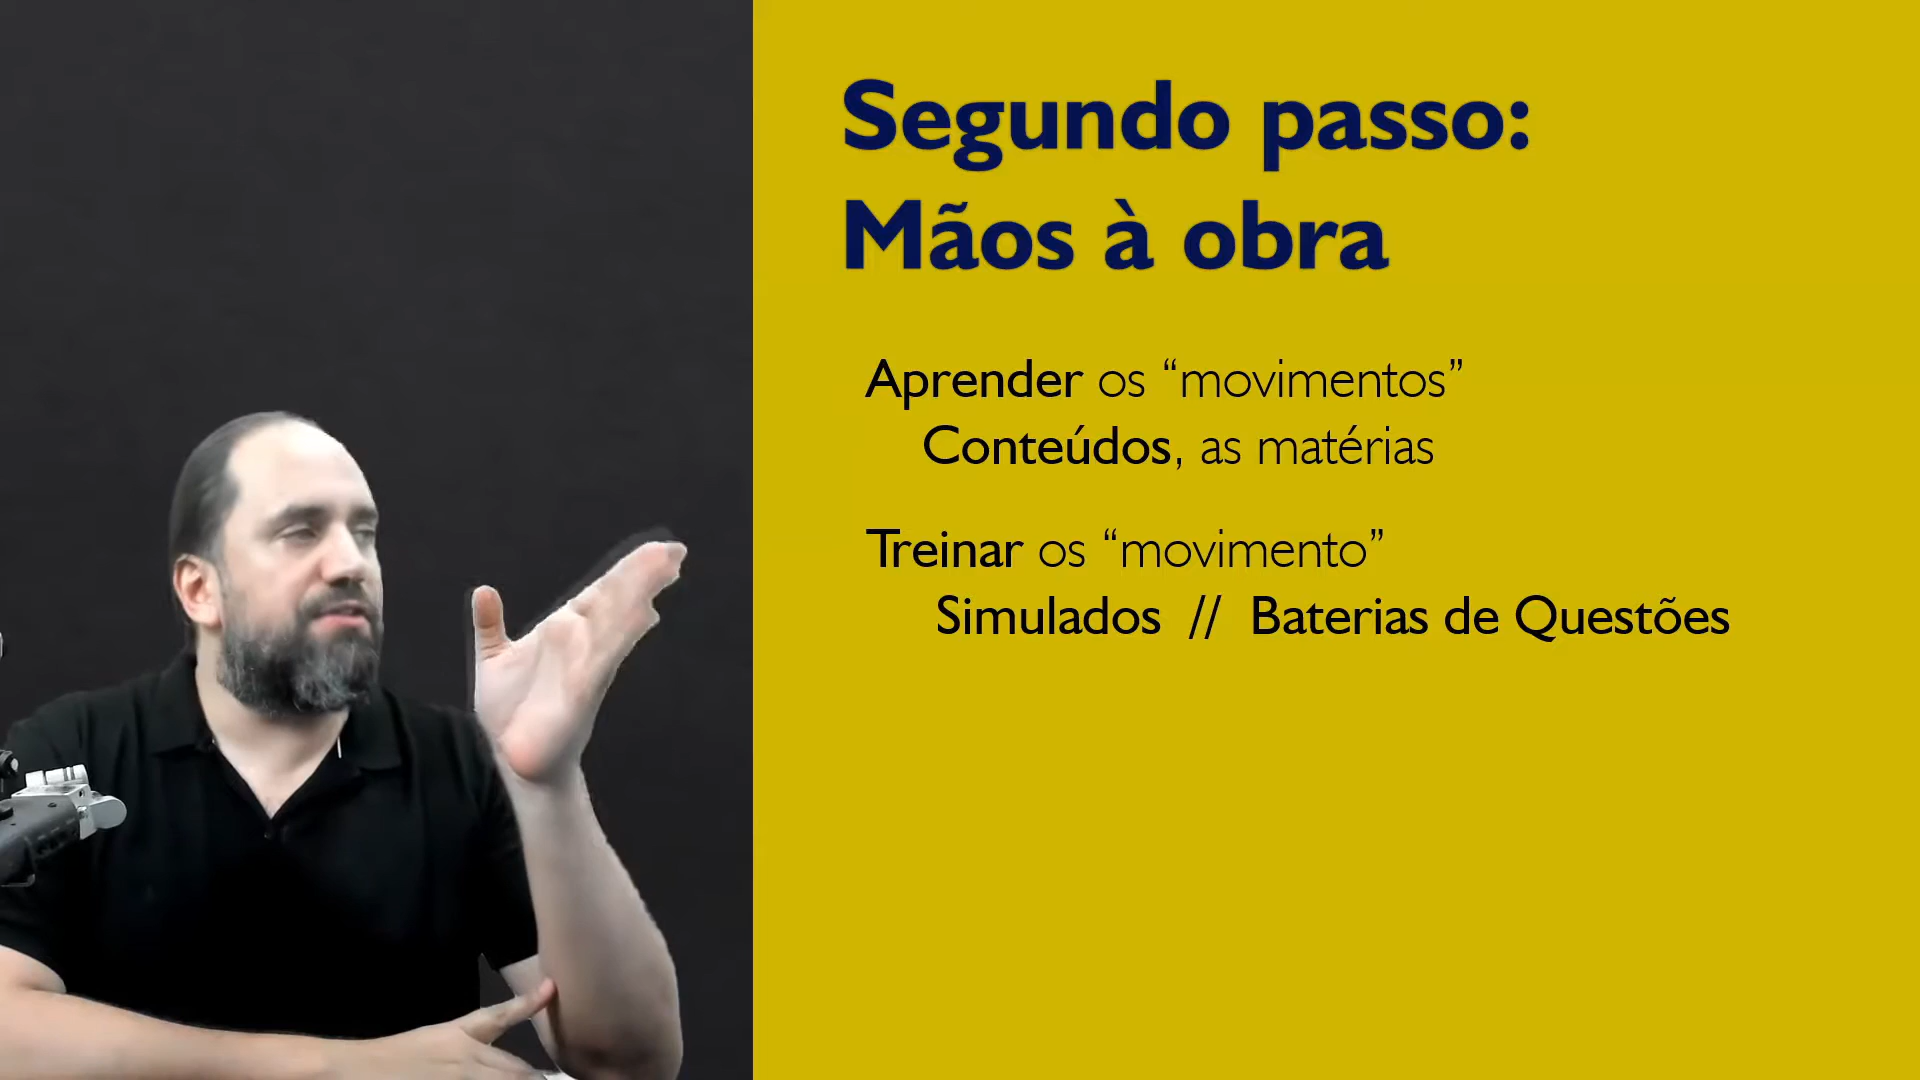 Segundo passo:
Mãos à obra
Aprender os “movimentos”
Conteúdos, as matérias
Treinar os “movimento”
Simulados // Baterias de Questões